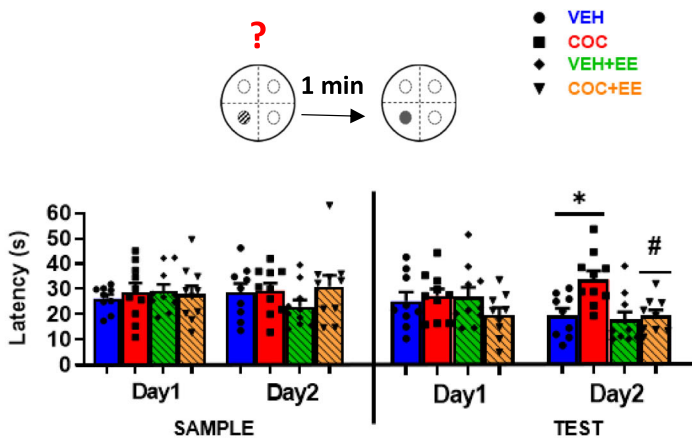 ?
1 min
VEH
COC
VEH+EE
COC+EE
Latency (s)
60
50
40
30
20
10
0
*
#
Day1
Day2
Day1
Day2
SAMPLE
TEST